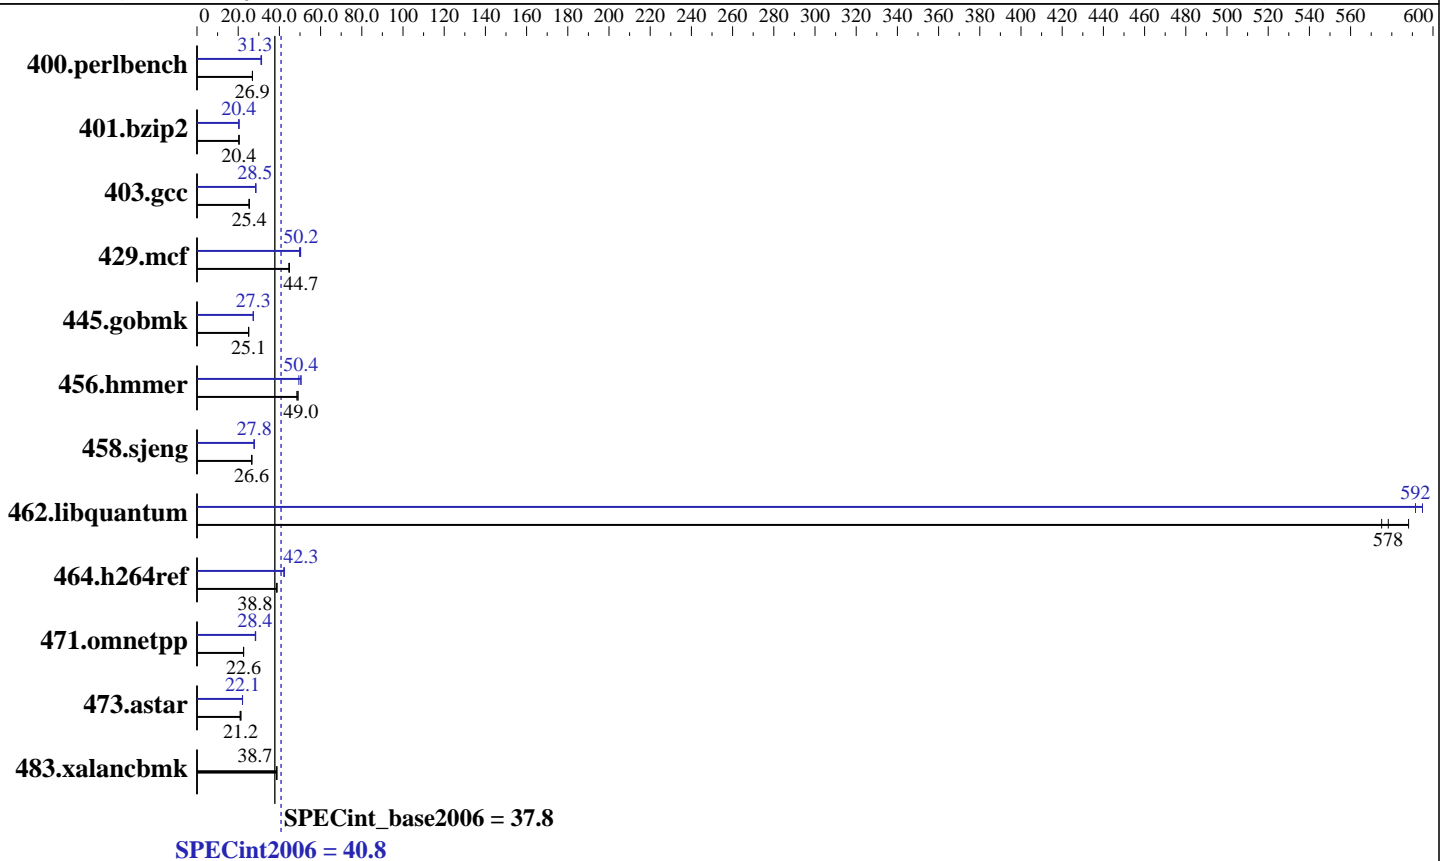 0 20.0 40.0 60.0 80.0 100 120 140 160 180 200 220 240 260 280 300 320 340 360 380 400 420 440 460 480 500 520 540 560 600
400.perlbench 31.3
26.9
401.bzip2 20.4
20.4
403.gcc 28.5
25.4
429.mcf 50.2
44.7
445.gobmk 27.3
25.1
456.hmmer 50.4
49.0
458.sjeng 27.8
26.6
462.libquantum 592
578
464.h264ref 42.3
38.8
471.omnetpp 28.4
22.6
473.astar 22.1
21.2
483.xalancbmk 38.7
SPECint_base2006 = 37.8
SPECint2006 = 40.8